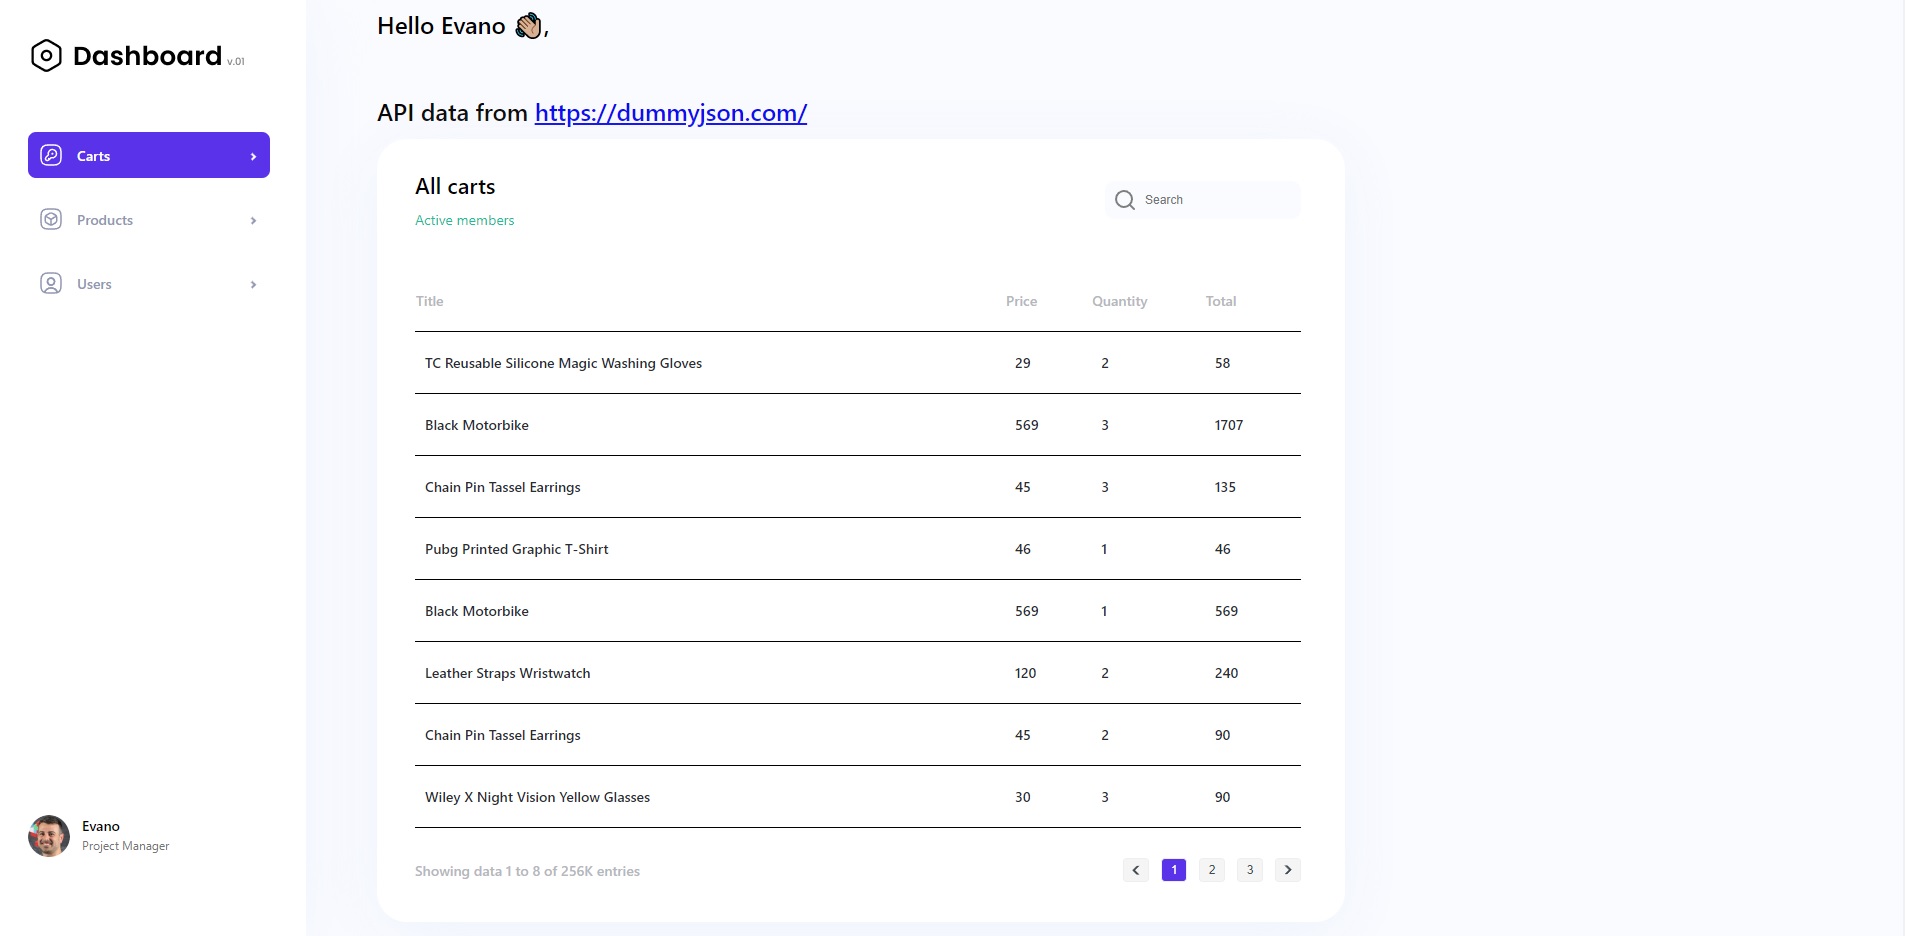 Dashboard v.01
Carts
Products
Users
Evano
Project Manager
Hello Evano 👋🏼,
API data from https://dummyjson.com/
All carts
Active members
Search
Title Price Quantity Total
TC Reusable Silicone Magic Washing Gloves 29 2 58
Black Motorbike 569 3 1707
Chain Pin Tassel Earrings 45 3 135
Pubg Printed Graphic T-Shirt 46 1 46
Black Motorbike 569 1 569
Leather Straps Wristwatch 120 2 240
Chain Pin Tassel Earrings 45 2 90
Wiley X Night Vision Yellow Glasses 30 3 90
Showing data 1 to 8 of 256K entries
1 2 3